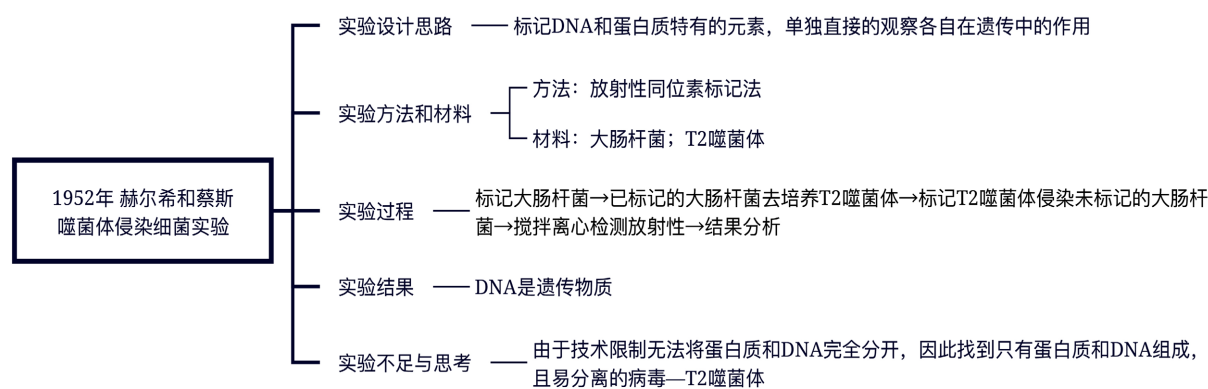 1952年 赫尔希和蔡斯
噬菌体侵染细菌实验
实验设计思路
标记DNA和蛋白质特有的元素，单独直接的观察各自在遗传中的作用
实验方法和材料
方法：放射性同位素标记法
材料：大肠杆菌；T2噬菌体
实验过程
标记大肠杆菌→已标记的大肠杆菌去培养T2噬菌体→标记T2噬菌体侵染未标记的大肠杆
菌→搅拌离心检测放射性→结果分析
实验结果
DNA是遗传物质
实验不足与思考
由于技术限制无法将蛋白质和DNA完全分开，因此找到只有蛋白质和DNA组成，
且易分离的病毒—T2噬菌体